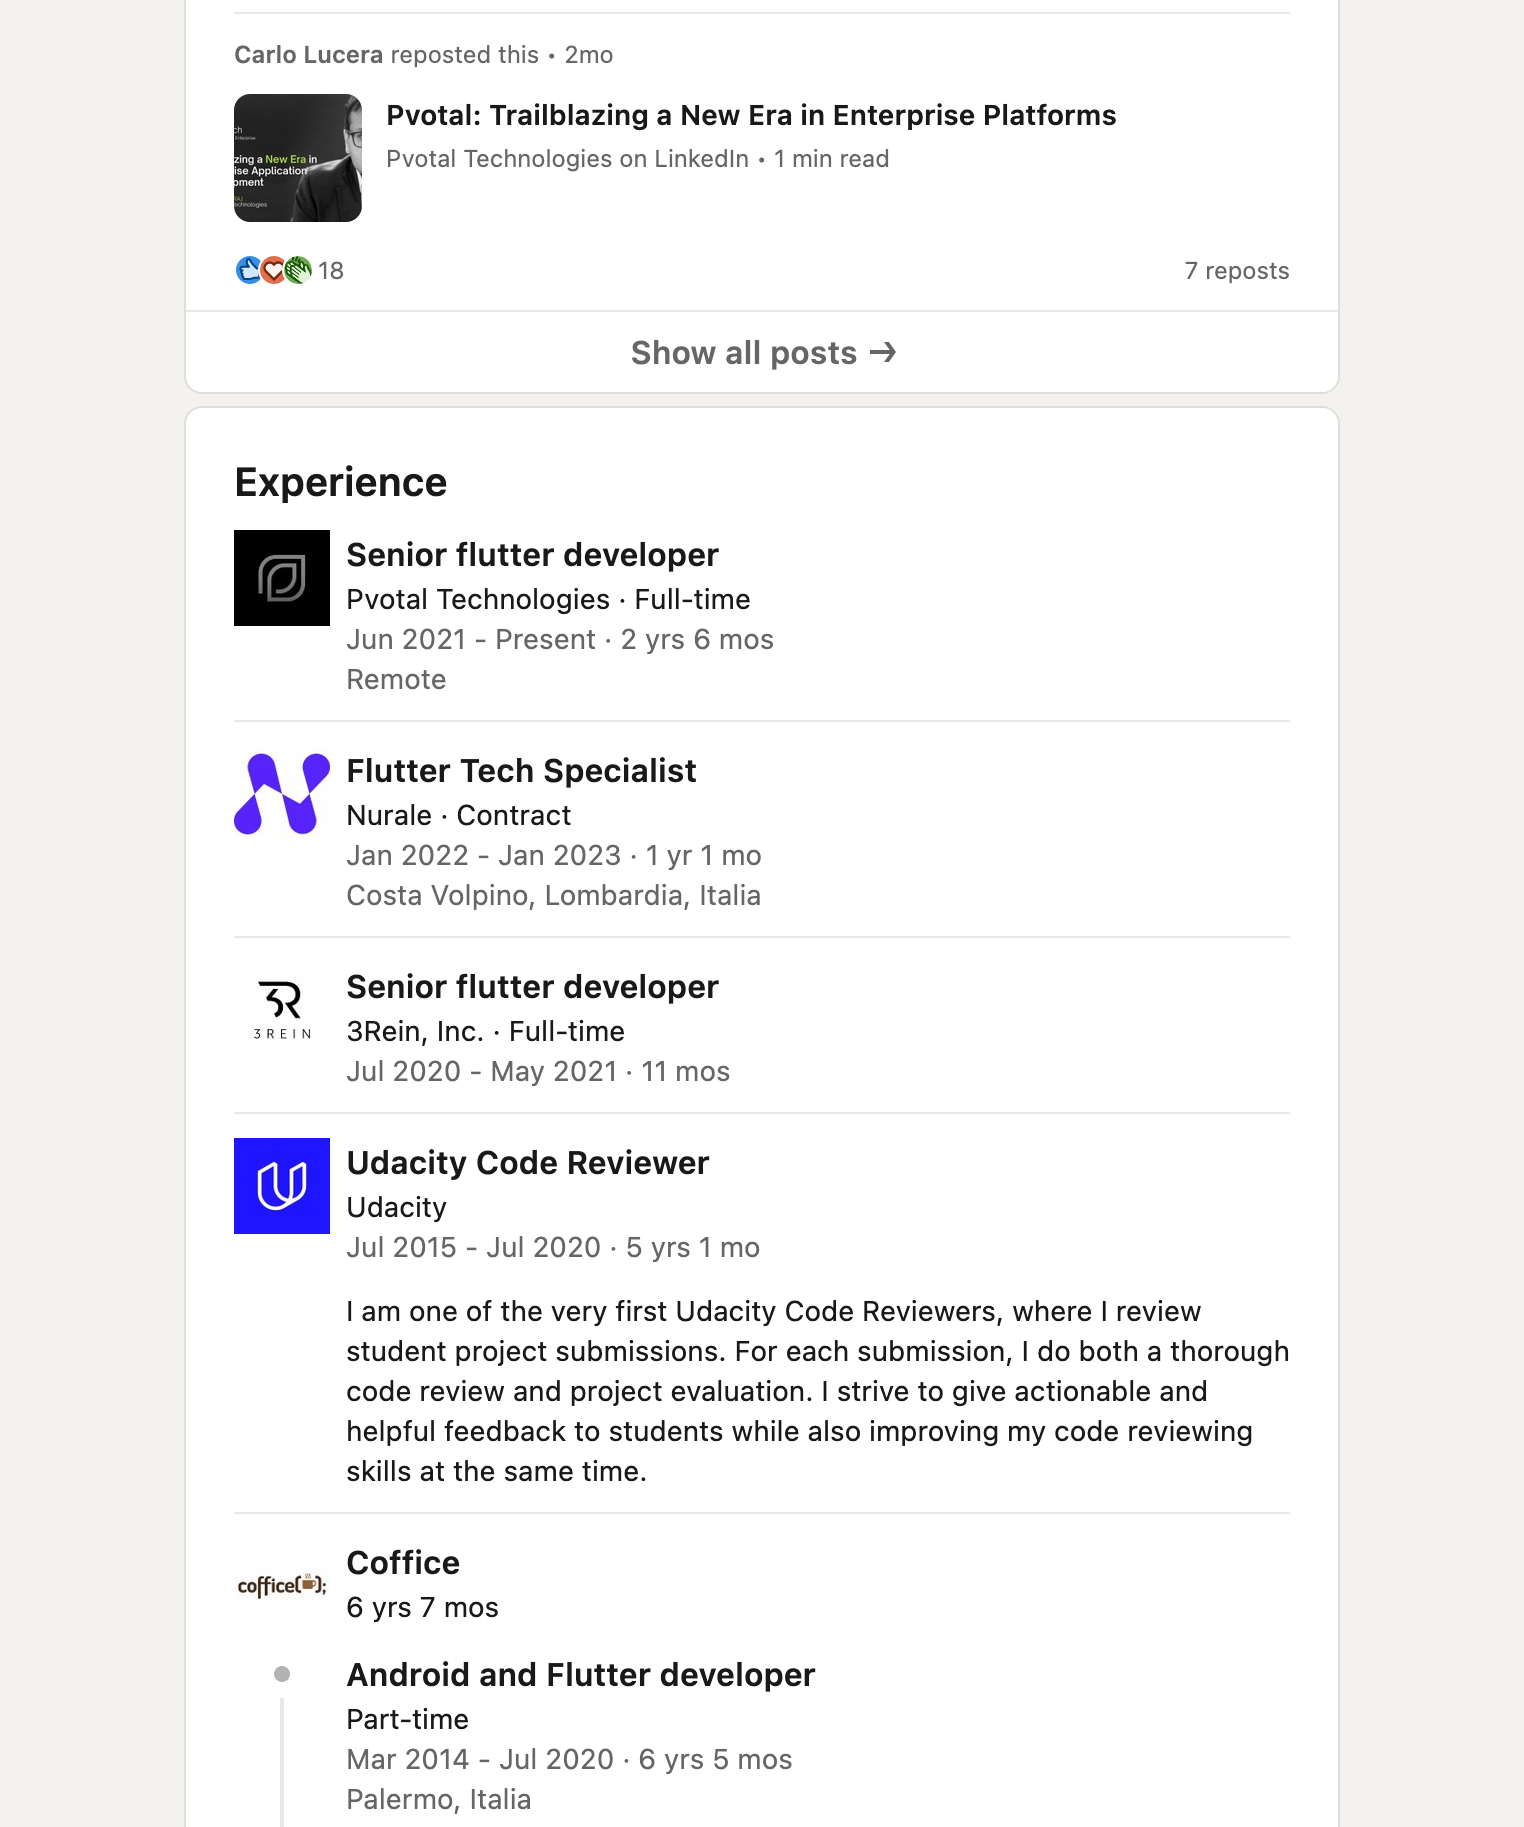 Carlo Lucera reposted this • 2mo
Pvotal: Trailblazing a New Era in Enterprise Platforms
Pvotal Technologies on LinkedIn • 1 min read
zing a New Era in
ise Application
18
7 reposts
Show all posts →
Experience
Senior flutter developer
Pvotal Technologies · Full-time
Jun 2021 - Present · 2 yrs 6 mos
Remote
Flutter Tech Specialist
Nurale · Contract
Jan 2022 - Jan 2023 · 1 yr 1 mo
Costa Volpino, Lombardia, Italia
3REIN
Senior flutter developer
3Rein, Inc. · Full-time
Jul 2020 - May 2021 · 11 mos
Udacity Code Reviewer
Udacity
Jul 2015 - Jul 2020 · 5 yrs 1 mo
I am one of the very first Udacity Code Reviewers, where I review
student project submissions. For each submission, I do both a thorough
code review and project evaluation. I strive to give actionable and
helpful feedback to students while also improving my code reviewing
skills at the same time.
coffice{};
Coffice
6 yrs 7 mos
Android and Flutter developer
Part-time
Mar 2014 - Jul 2020 · 6 yrs 5 mos
Palermo, Italia